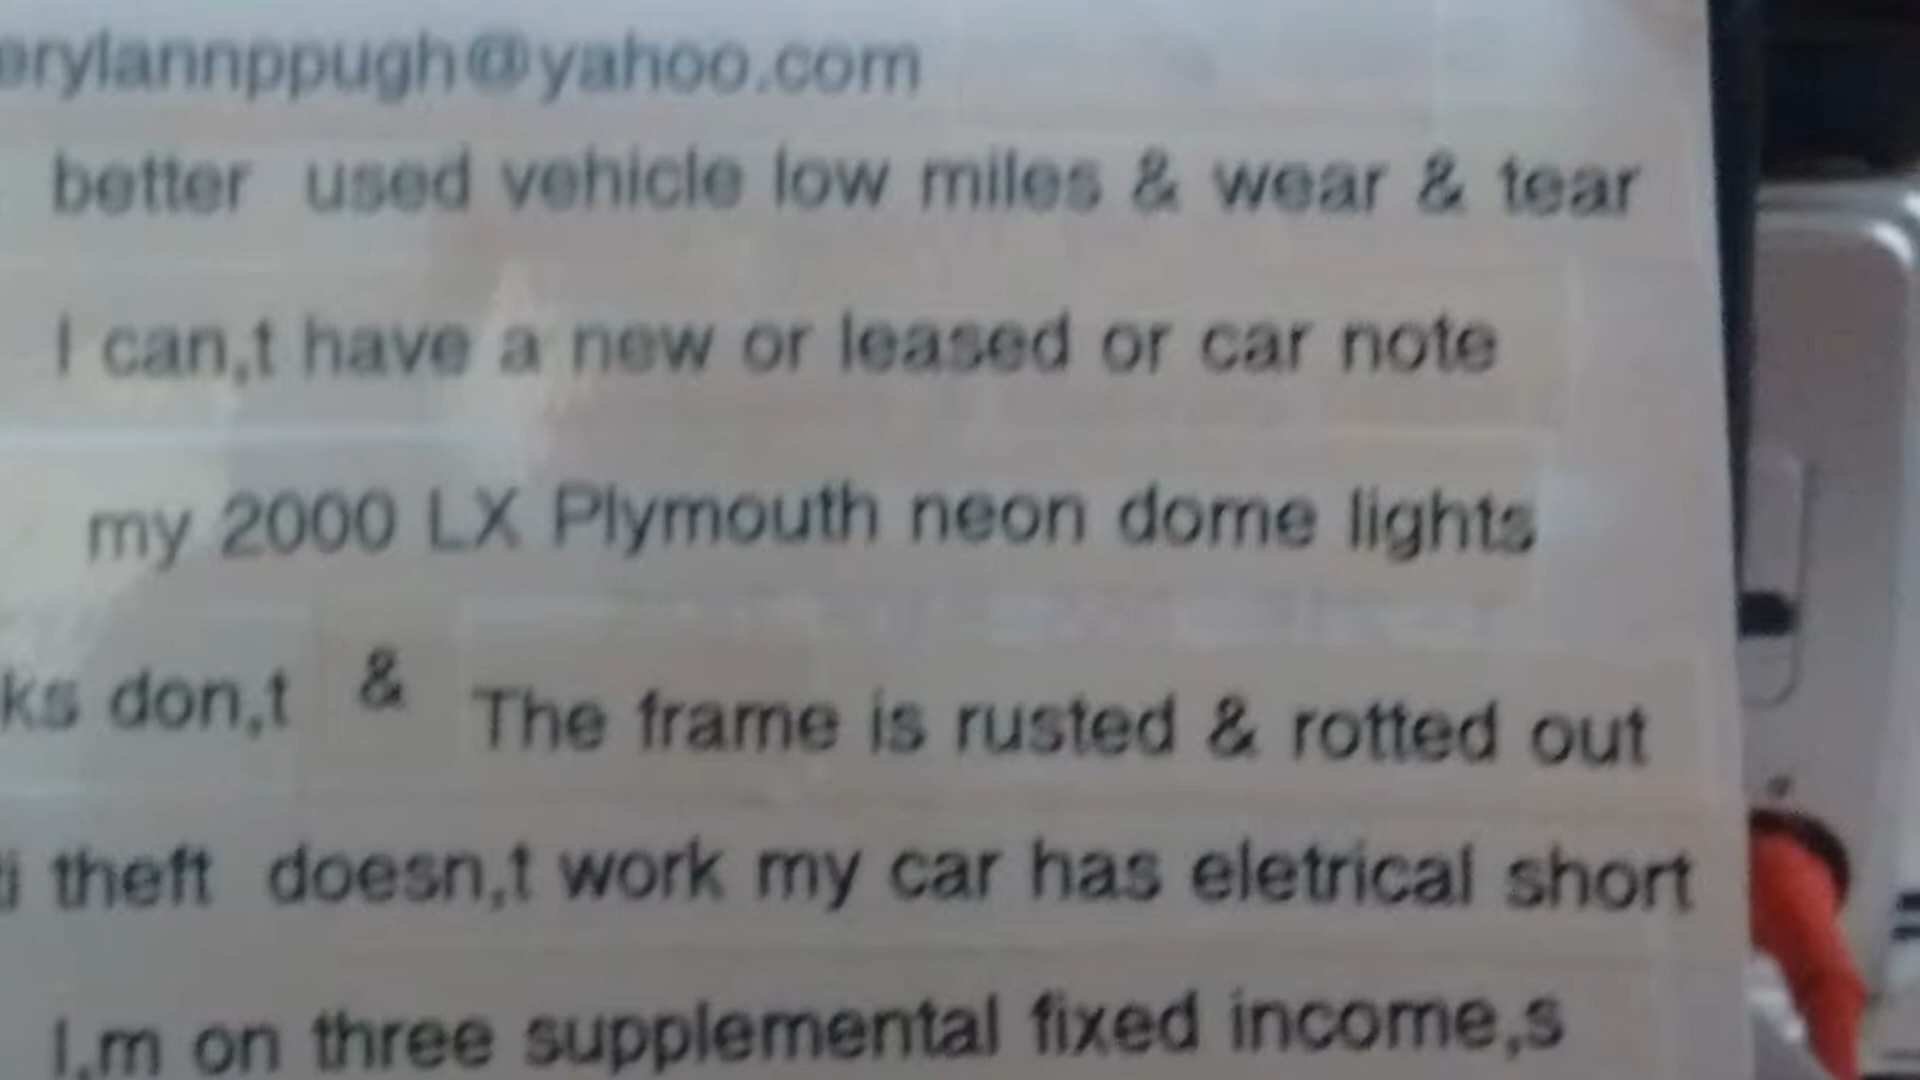 erylannppugh@yahoo.com
better used vehicle low miles & wear & tear
I can,t have a new or leased or car note
my 2000 LX Plymouth neon dome lights
ks don,t & The frame is rusted & rotted out
ti theft doesn,t work my car has eletrical short
I,m on three supplemental fixed income,s